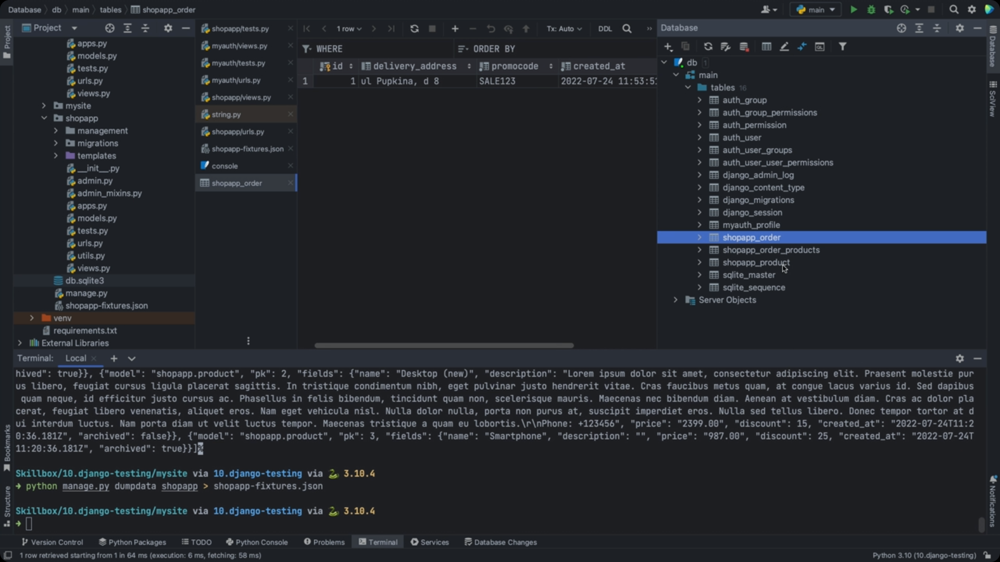 Database db main tables shopapp_order
main
Project
Project
apps.py
models.py
tests.py
urls.py
views.py
mysite
shopapp
management
migrations
templates
__init__.py
admin.py
admin_mixins.py
apps.py
models.py
tests.py
urls.py
utils.py
views.py
db.sqlite3
manage.py
shopapp-fixtures.json
venv
requirements.txt
External Libraries
shopapp/tests.py
myauth/views.py
myauth/tests.py
myauth/urls.py
shopapp/views.py
string.py
shopapp/urls.py
shopapp-fixtures.json
console
shopapp_order
1 row
Tx: Auto
DDL
WHERE
ORDER BY
id delivery_address promocode created_at
1 1 ul Pupkina, d 8 SALE123 2022-07-24 11:53:51
Database
db 1
main
tables 16
auth_group
auth_group_permissions
auth_permission
auth_user
auth_user_groups
auth_user_user_permissions
django_admin_log
django_content_type
django_migrations
django_session
myauth_profile
shopapp_order
shopapp_order_products
shopapp_product
sqlite_master
sqlite_sequence
Server Objects
Database
SciView
Notifications
Bookmarks
Structure
Terminal: Local
hived": true}}, {"model": "shopapp.product", "pk": 2, "fields": {"name": "Desktop (new)", "description": "Lorem ipsum dolor sit amet, consectetur adipiscing elit. Praesent molestie pur
us libero, feugiat cursus ligula placerat sagittis. In tristique condimentum nibh, eget pulvinar justo hendrerit vitae. Cras faucibus metus quam, at congue lacus varius id. Sed dapibus
quam neque, id efficitur justo cursus ac. Phasellus in felis bibendum, tincidunt quam non, scelerisque mauris. Maecenas nec bibendum diam. Aenean at vestibulum diam. Cras ac dolor pla
cerat, feugiat libero venenatis, aliquet eros. Nam eget vehicula nisl. Nulla dolor nulla, porta non purus at, suscipit imperdiet eros. Nulla sed tellus libero. Donec tempor tortor at d
ui interdum luctus. Nam porta diam ut velit luctus tempor. Maecenas tristique a quam eu lobortis.\r\nPhone: +123456", "price": "2399.00", "discount": 15, "created_at": "2022-07-24T11:2
0:36.181Z", "archived": false}}, {"model": "shopapp.product", "pk": 3, "fields": {"name": "Smartphone", "description": "", "price": "987.00", "discount": 25, "created_at": "2022-07-24T
11:20:36.181Z", "archived": true}}]%
Skillbox/10.django-testing/mysite via 10.django-testing via 3.10.4
➜ python manage.py dumpdata shopapp > shopapp-fixtures.json
Skillbox/10.django-testing/mysite via 10.django-testing via 3.10.4
➜
Version Control Python Packages TODO Python Console Problems Terminal Services Database Changes
1 row retrieved starting from 1 in 64 ms (execution: 6 ms, fetching: 58 ms)
Python 3.10 (10.django-testing)